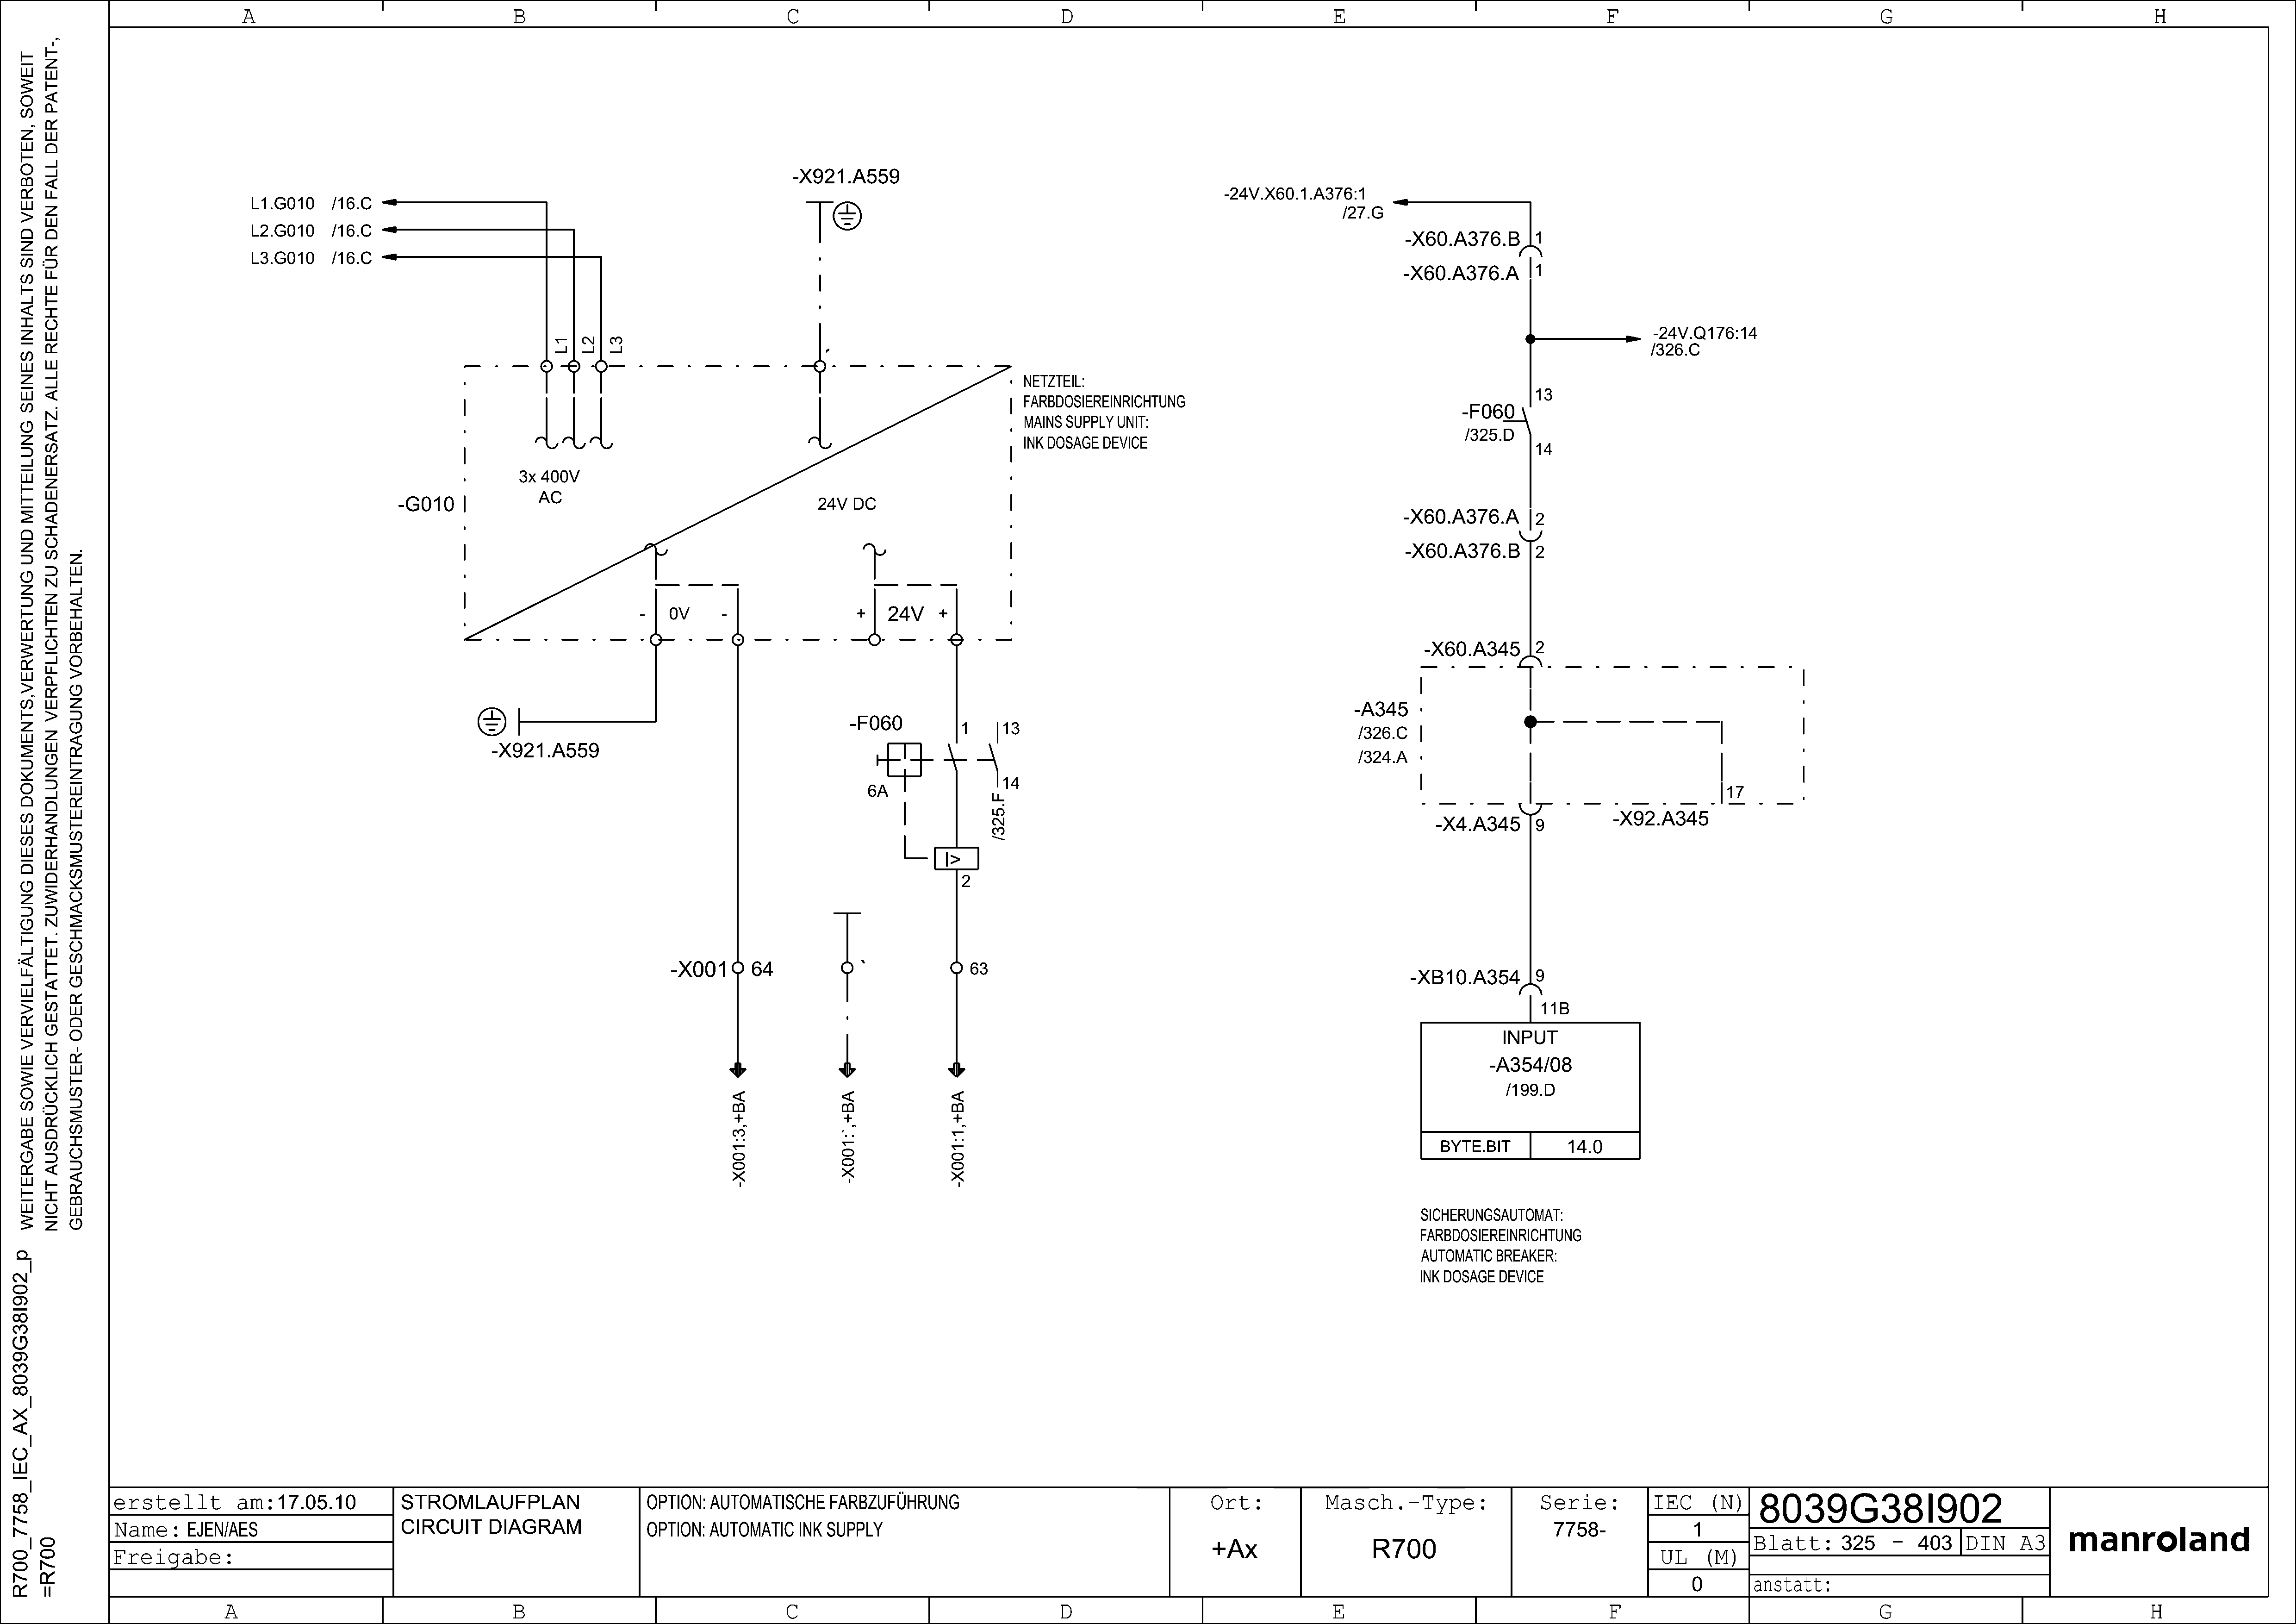 A B C D E F G H
WEITERGABE SOWIE VERVIELFÄLTIGUNG DIESES DOKUMENTS,VERWERTUNG UND MITTEILUNG SEINES INHALTS SIND VERBOTEN, SOWEIT
NICHT AUSDRÜCKLICH GESTATTET. ZUWIDERHANDLUNGEN VERPFLICHTEN ZU SCHADENERSATZ. ALLE RECHTE FÜR DEN FALL DER PATENT-,
GEBRAUCHSMUSTER- ODER GESCHMACKSMUSTEREINTRAGUNG VORBEHALTEN.
R700_7758_IEC_AX_8039G38I902_p
=R700
L1.G010 /16.C
L2.G010 /16.C
L3.G010 /16.C
-X921.A559
L1
L2
L3
NETZTEIL:
FARBDOSIEREINRICHTUNG
MAINS SUPPLY UNIT:
INK DOSAGE DEVICE
3x 400V
AC
-G010
24V DC
- 0V -
+ 24V +
-X921.A559
-F060
1
13
6A
14
/325.F
I>
2
-X001 64
`
63
-X001:3,+BA
-X001:`,+BA
-X001:1,+BA
-24V.X60.1.A376:1
/27.G
-X60.A376.B 1
-X60.A376.A 1
-24V.Q176:14
/326.C
13
-F060
/325.D
14
-X60.A376.A 2
-X60.A376.B 2
-X60.A345 2
-A345
/326.C
/324.A
17
-X4.A345 9
-X92.A345
-XB10.A354 9
11B
INPUT
-A354/08
/199.D
BYTE.BIT 14.0
SICHERUNGSAUTOMAT:
FARBDOSIEREINRICHTUNG
AUTOMATIC BREAKER:
INK DOSAGE DEVICE
erstellt am:17.05.10
Name: EJEN/AES
Freigabe:
STROMLAUFPLAN
CIRCUIT DIAGRAM
OPTION: AUTOMATISCHE FARBZUFÜHRUNG
OPTION: AUTOMATIC INK SUPPLY
Ort:
+Ax
Masch.-Type:
R700
Serie:
7758-
IEC (N)
1
UL (M)
0
8039G38I902
Blatt: 325 - 403 DIN A3
anstatt:
manroland
A B C D E F G H